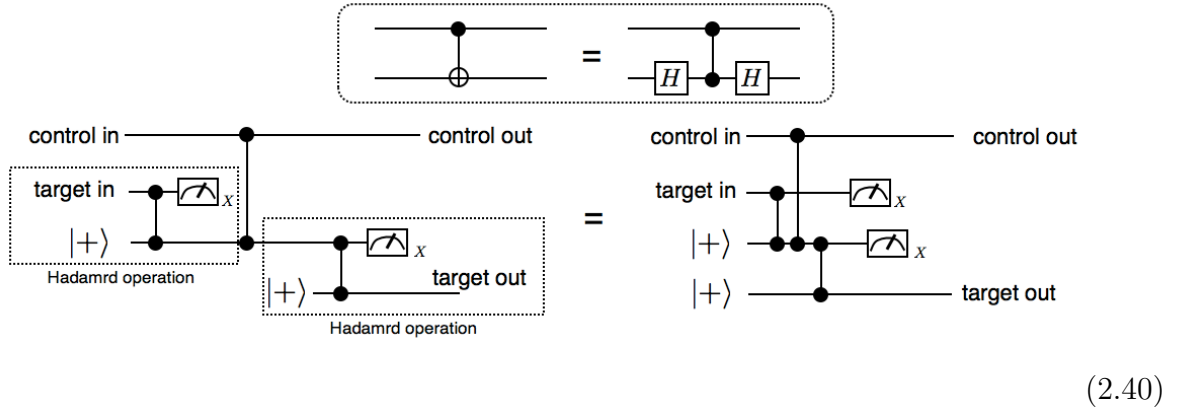 = H H
control in control out control in control out
target in X target in X
|+⟩ = |+⟩
X X
Hadamrd operation |+⟩ target out |+⟩ target out
Hadamrd operation
(2.40)